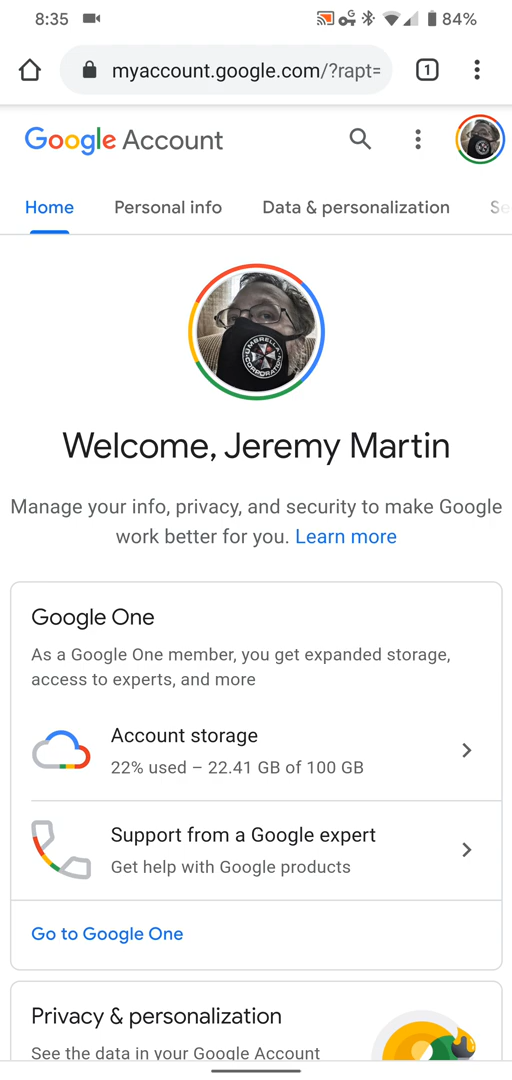 8:35
G
84%
myaccount.google.com/?rapt=
1
Google Account
Home Personal info Data & personalization Se
UMBRELLA
CORPORATION
Welcome, Jeremy Martin
Manage your info, privacy, and security to make Google
work better for you. Learn more
Google One
As a Google One member, you get expanded storage,
access to experts, and more
Account storage
22% used – 22.41 GB of 100 GB
Support from a Google expert
Get help with Google products
Go to Google One
Privacy & personalization
See the data in your Google Account